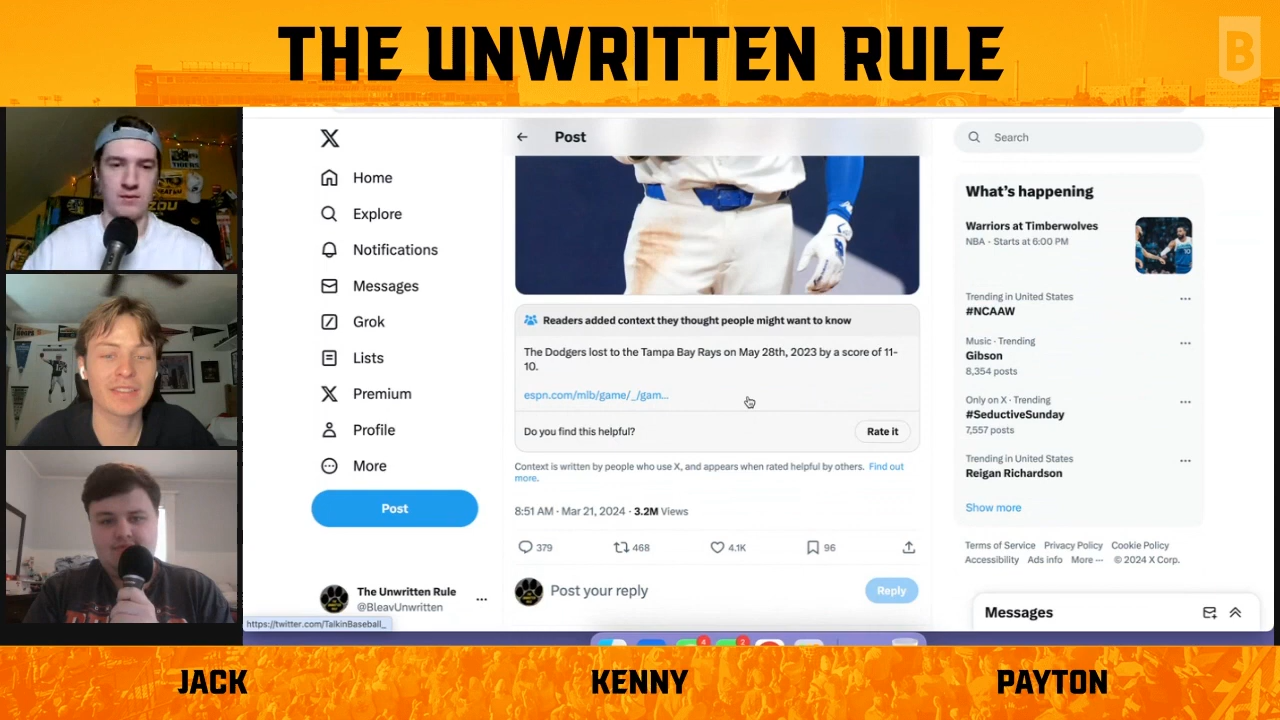 THE UNWRITTEN RULE
B
TIGERS
ZOU
X
Home
Explore
Notifications
Messages
Grok
Lists
Premium
Profile
More
Post
The Unwritten Rule
@BleavUnwritten
https://twitter.com/TalkinBaseball_
Post
Readers added context they thought people might want to know
The Dodgers lost to the Tampa Bay Rays on May 28th, 2023 by a score of 11-
10.
espn.com/mlb/game/_/gam...
Do you find this helpful?
Rate it
Context is written by people who use X, and appears when rated helpful by others. Find out
more.
8:51 AM · Mar 21, 2024 · 3.2M Views
379 468 4.1K 96
Post your reply
Reply
Search
What's happening
Warriors at Timberwolves
NBA · Starts at 6:00 PM
Trending in United States
#NCAAW
Music · Trending
Gibson
8,354 posts
Only on X · Trending
#SeductiveSunday
7,557 posts
Trending in United States
Reigan Richardson
Show more
Terms of Service Privacy Policy Cookie Policy
Accessibility Ads info More ··· © 2024 X Corp.
Messages
4
2
JACK
KENNY
PAYTON